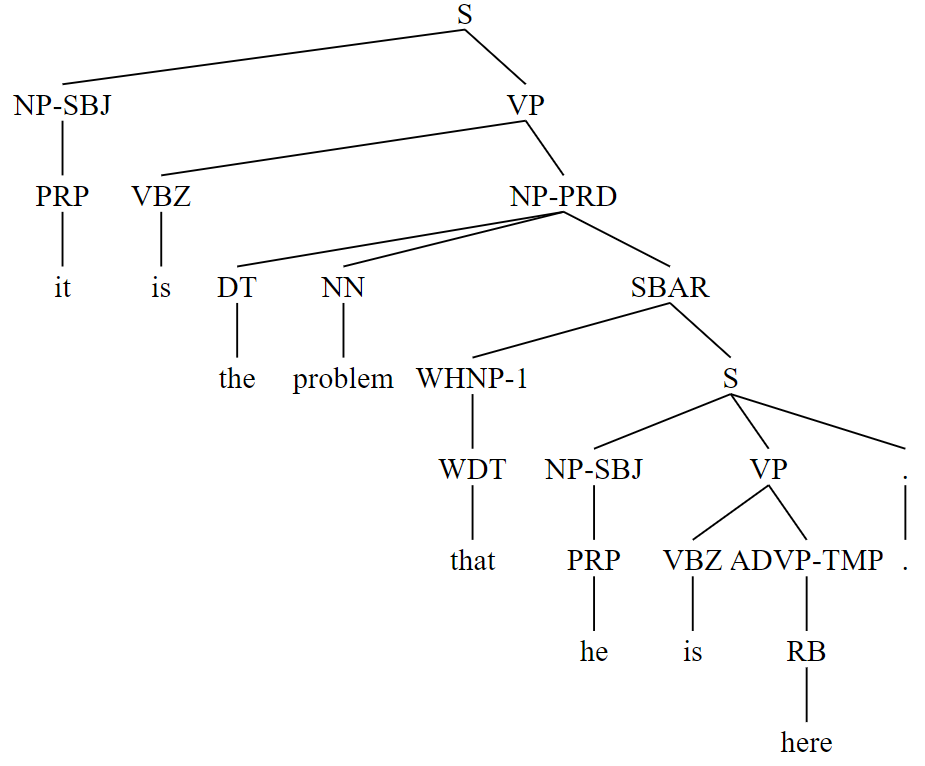 S
NP-SBJ VP
PRP VBZ NP-PRD
it is DT NN SBAR
the problem WHNP-1 S
WDT NP-SBJ VP .
that PRP VBZ ADVP-TMP .
he is RB
here